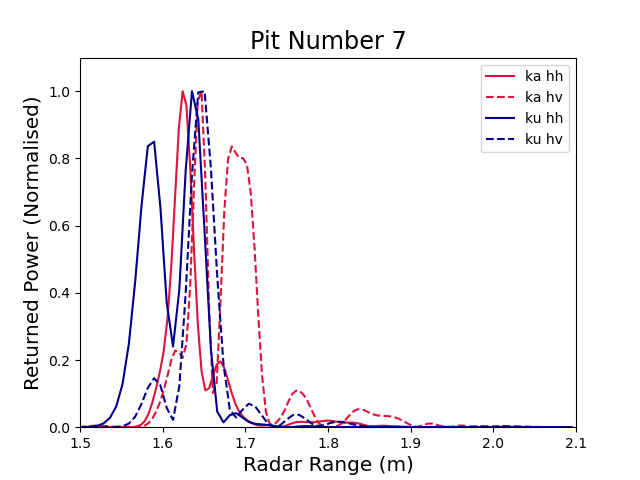 Pit Number 7
ka hh
ka hv
ku hh
ku hv
Returned Power (Normalised)
1.0
0.8
0.6
0.4
0.2
0.0
1.5 1.6 1.7 1.8 1.9 2.0 2.1
Radar Range (m)